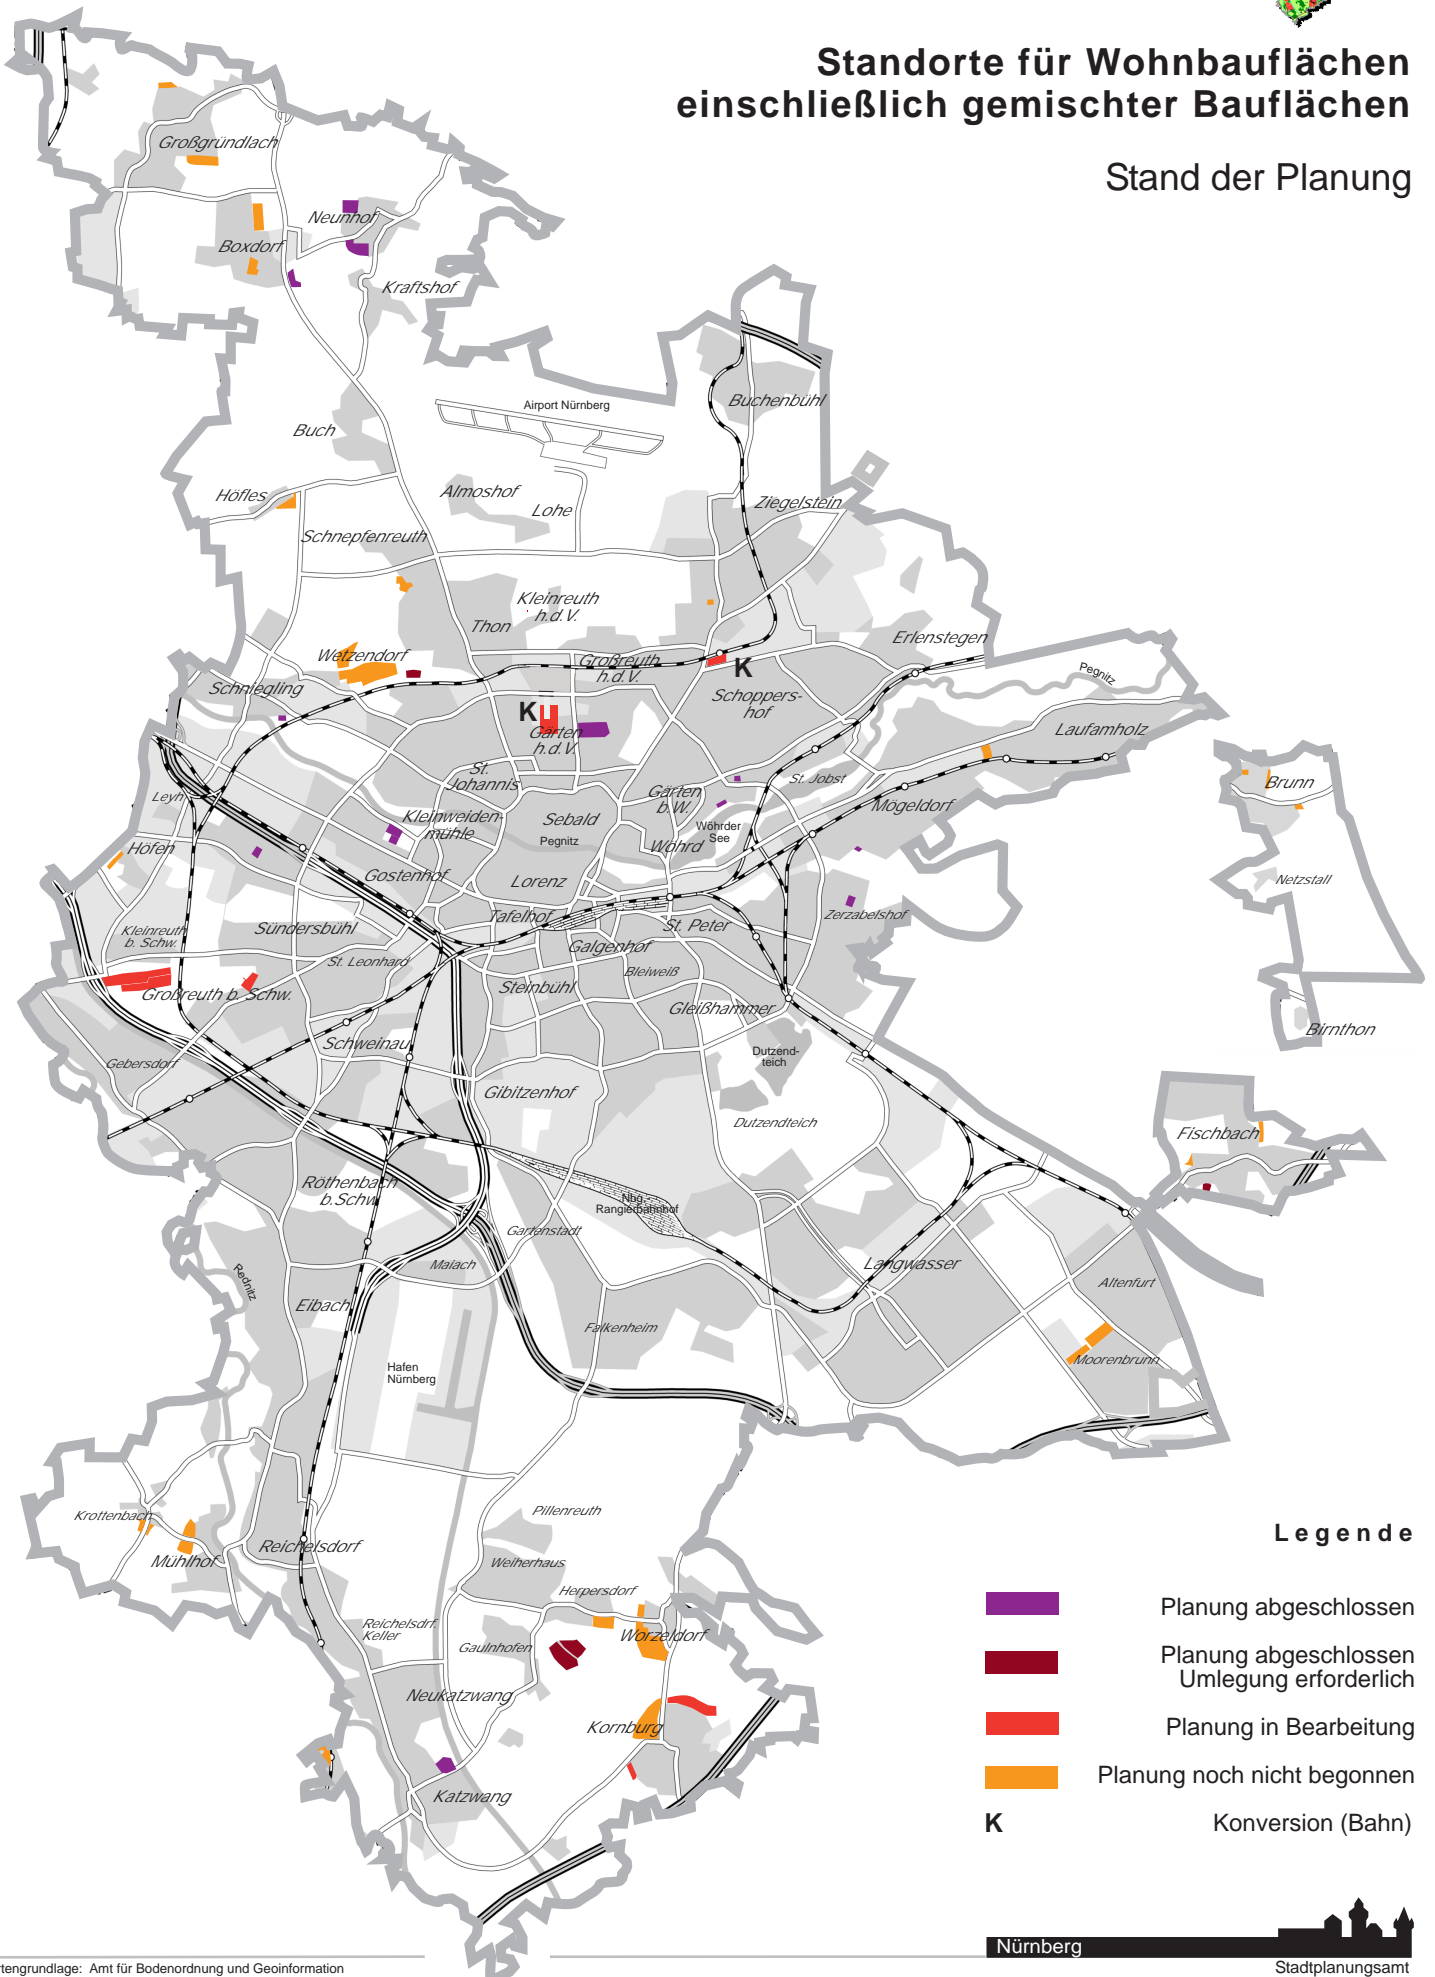 Standorte für Wohnbauflächen
einschließlich gemischter Bauflächen
Stand der Planung
Großgründlach
Neunhof
Boxdorf
Kraftshof
Buchenbühl
Airport Nürnberg
Buch
Höfles
Almoshof
Lohe
Ziegelstein
Schnepfenreuth
Kleinreuth
h.d.V.
Thon
Erlenstegen
Wetzendorf
Großreuth
h.d.V.
K
Pegnitz
Schniegling
Schoppers-
hof
K
Gärten
h.d.V.
Laufamholz
St.
Johannis
St. Jobst
Brunn
Leyh
Gärten
b.W.
Mögeldorf
Kleinweiden-
mühle
Sebald
Wöhrder
See
Pegnitz
Wöhrd
Höfen
Gostenhof
Lorenz
Netzstall
Tafelhof
Zerzabelshof
Sündersbühl
St. Peter
Kleinreuth
b. Schw.
Galgenhof
St. Leonhard
Bleiweiß
Großreuth b. Schw.
Steinbühl
Gleißhammer
Birnthon
Schweinau
Dutzend-
teich
Gebersdorf
Gibitzenhof
Dutzendteich
Fischbach
Röthenbach
b.Schw.
Nbg.-
Rangierbahnhof
Gartenstadt
Maiach
Langwasser
Rednitz
Altenfurt
Eibach
Falkenheim
Moorenbrunn
Hafen
Nürnberg
Krottenbach
Pillenreuth
Mühlhof
Reichelsdorf
Weiherhaus
Herpersdorf
Reichelsdrf.
Keller
Gaulnhofen
Worzeldorf
Neukatzwang
Kornburg
Katzwang
Legende
Planung abgeschlossen
Planung abgeschlossen
Umlegung erforderlich
Planung in Bearbeitung
Planung noch nicht begonnen
K Konversion (Bahn)
Nürnberg
Stadtplanungsamt
tengrundlage: Amt für Bodenordnung und Geoinformation